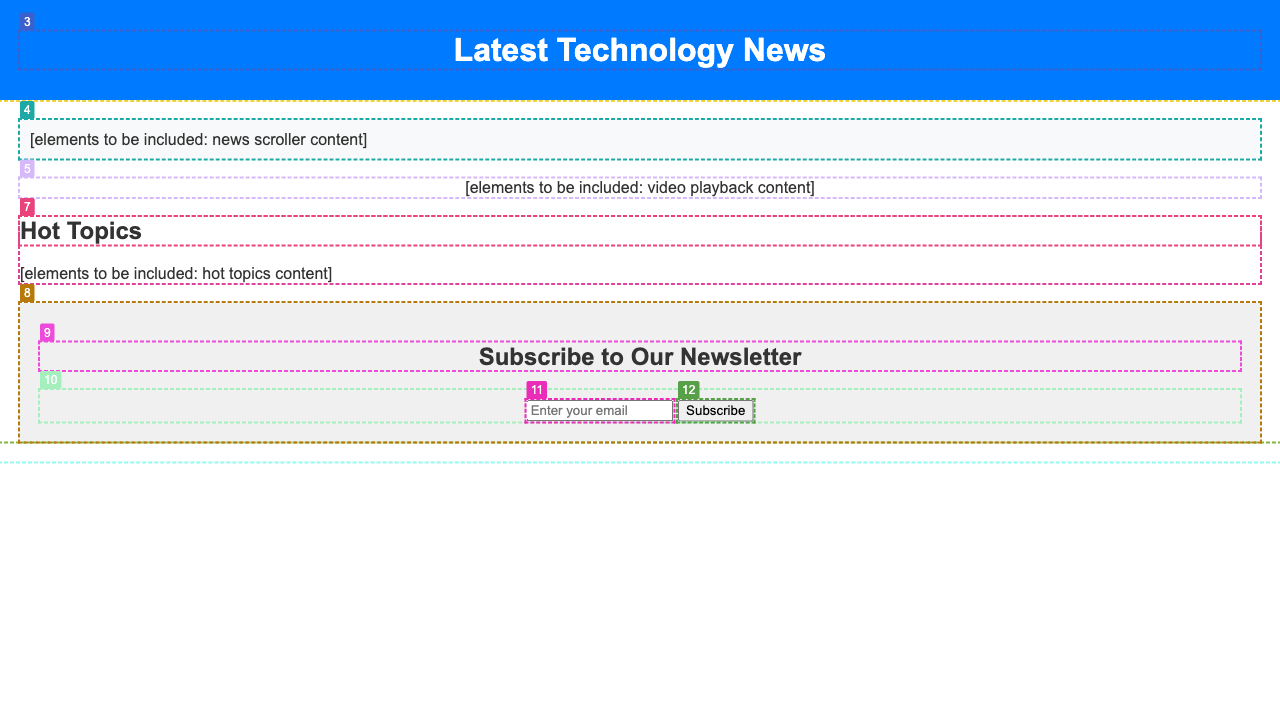 3
Latest Technology News
4
[elements to be included: news scroller content]
5
[elements to be included: video playback content]
7
Hot Topics
[elements to be included: hot topics content]
8
9
Subscribe to Our Newsletter
10
11 12
Enter your email Subscribe